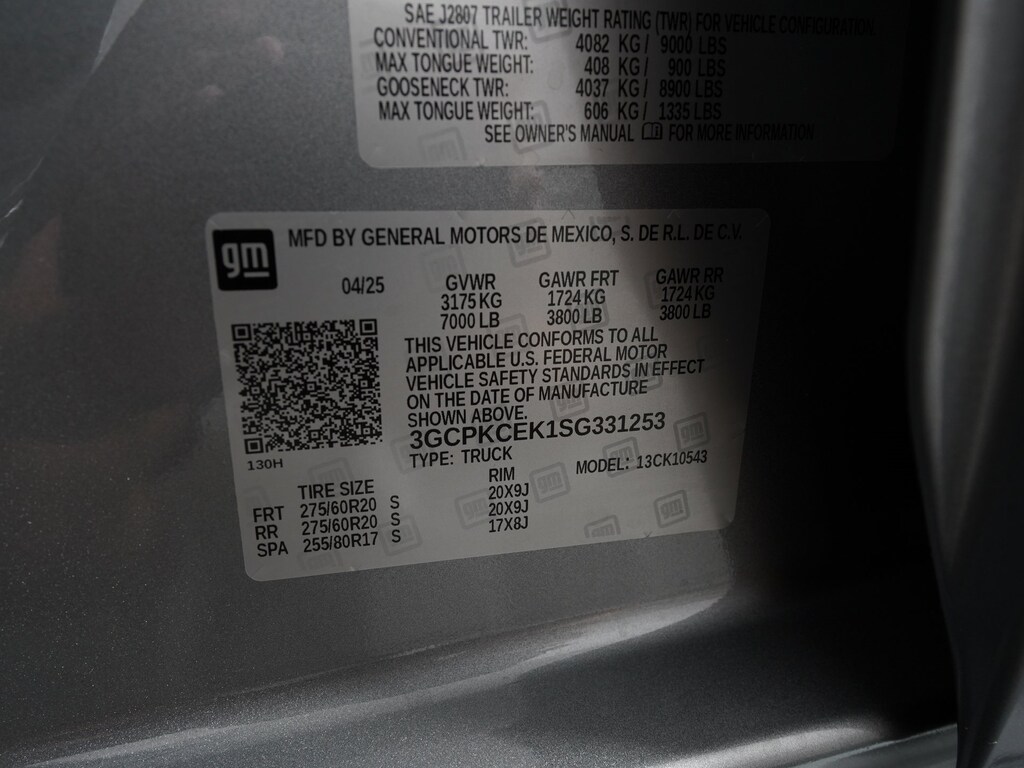 SAE J2807 TRAILER WEIGHT RATING (TWR) FOR VEHICLE CONFIGURATION:
CONVENTIONAL TWR: 4082 KG / 9000 LBS
MAX TONGUE WEIGHT: 408 KG / 900 LBS
GOOSENECK TWR: 4037 KG / 8900 LBS
MAX TONGUE WEIGHT: 606 KG / 1335 LBS
SEE OWNER'S MANUAL FOR MORE INFORMATION
gm
MFD BY GENERAL MOTORS DE MEXICO, S. DE R.L. DE C.V.
04/25 GVWR GAWR FRT GAWR RR
3175 KG 1724 KG 1724 KG
7000 LB 3800 LB 3800 LB
THIS VEHICLE CONFORMS TO ALL
APPLICABLE U.S. FEDERAL MOTOR
VEHICLE SAFETY STANDARDS IN EFFECT
ON THE DATE OF MANUFACTURE
SHOWN ABOVE.
3GCPKCEK1SG331253
130H
TYPE: TRUCK MODEL: 13CK10543
TIRE SIZE RIM
FRT 275/60R20 S 20X9J
RR 275/60R20 S 20X9J
SPA 255/80R17 S 17X8J